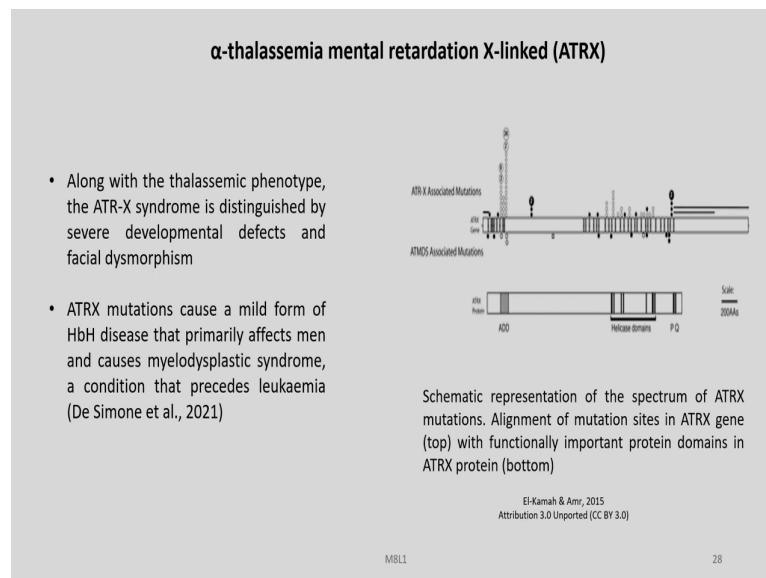 α-thalassemia mental retardation X-linked (ATRX)
• Along with the thalassemic phenotype,
the ATR-X syndrome is distinguished by
severe developmental defects and
facial dysmorphism
• ATRX mutations cause a mild form of
HbH disease that primarily affects men
and causes myelodysplastic syndrome,
a condition that precedes leukaemia
(De Simone et al., 2021)
ATR-X Associated Mutations
ATRX
Gene
ATMDS Associated Mutations
ATRX
Protein
ADD
Helicase domains
P Q
Scale:
200AAs
Schematic representation of the spectrum of ATRX
mutations. Alignment of mutation sites in ATRX gene
(top) with functionally important protein domains in
ATRX protein (bottom)
El-Kamah & Amr, 2015
Attribution 3.0 Unported (CC BY 3.0)
M8L1
28